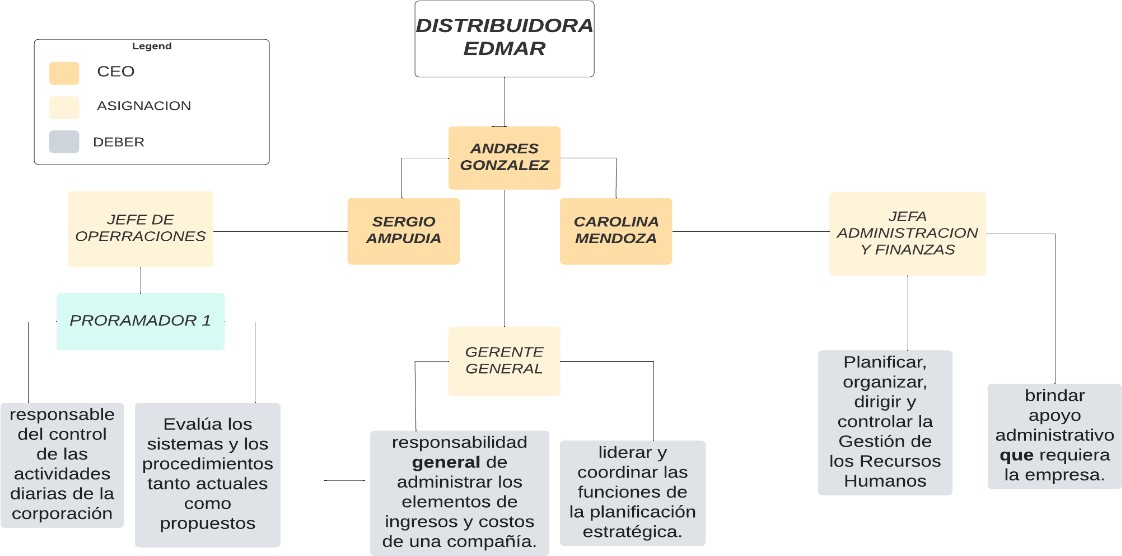 DISTRIBUIDORA
EDMAR
Legend
CEO
ASIGNACION
DEBER
ANDRES
GONZALEZ
JEFE DE
OPERRACIONES
SERGIO
AMPUDIA
CAROLINA
MENDOZA
JEFA
ADMINISTRACION
Y FINANZAS
PRORAMADOR 1
GERENTE
GENERAL
responsable
del control
de las
actividades
diarias de la
corporación
Evalúa los
sistemas y los
procedimientos
tanto actuales
como
propuestos
responsabilidad
general de
administrar los
elementos de
ingresos y costos
de una compañía.
liderar y
coordinar las
funciones de
la planificación
estratégica.
Planificar,
organizar,
dirigir y
controlar la
Gestión de
los Recursos
Humanos
brindar
apoyo
administrativo
que requiera
la empresa.